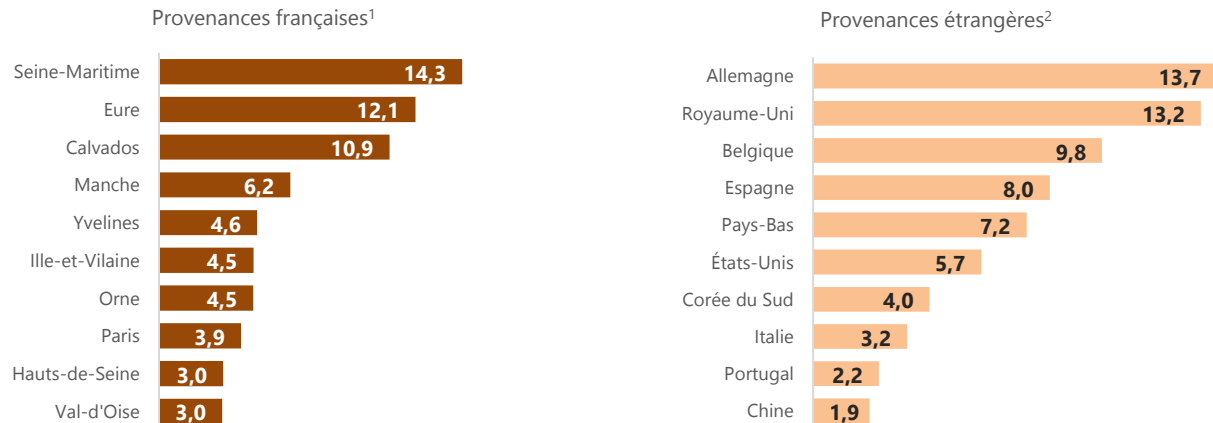 Provenances françaises¹
Seine-Maritime 14,3
Eure 12,1
Calvados 10,9
Manche 6,2
Yvelines 4,6
Ille-et-Vilaine 4,5
Orne 4,5
Paris 3,9
Hauts-de-Seine 3,0
Val-d'Oise 3,0
Provenances étrangères²
Allemagne 13,7
Royaume-Uni 13,2
Belgique 9,8
Espagne 8,0
Pays-Bas 7,2
États-Unis 5,7
Corée du Sud 4,0
Italie 3,2
Portugal 2,2
Chine 1,9